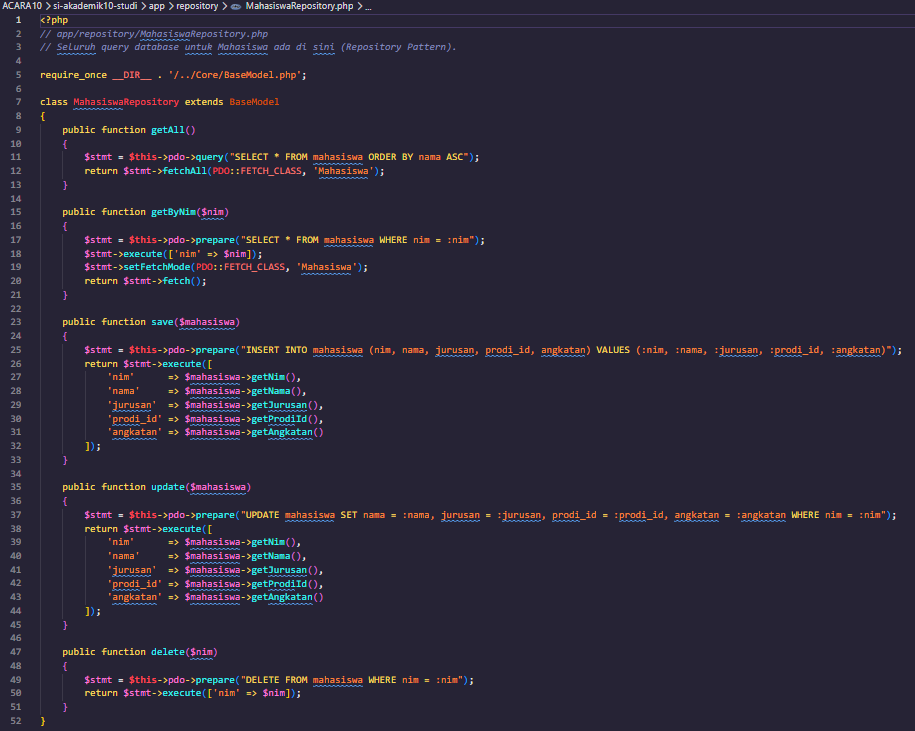 ACARA10 > si-akademik10-studi > app > repository > MahasiswaRepository.php > ...
1 <?php
2 // app/repository/MahasiswaRepository.php
3 // Seluruh query database untuk Mahasiswa ada di sini (Repository Pattern).
4
5 require_once __DIR__ . '/../Core/BaseModel.php';
6
7 class MahasiswaRepository extends BaseModel
8 {
9     public function getAll()
10     {
11         $stmt = $this->pdo->query("SELECT * FROM mahasiswa ORDER BY nama ASC");
12         return $stmt->fetchAll(PDO::FETCH_CLASS, 'Mahasiswa');
13     }
14
15     public function getByNim($nim)
16     {
17         $stmt = $this->pdo->prepare("SELECT * FROM mahasiswa WHERE nim = :nim");
18         $stmt->execute(['nim' => $nim]);
19         $stmt->setFetchMode(PDO::FETCH_CLASS, 'Mahasiswa');
20         return $stmt->fetch();
21     }
22
23     public function save($mahasiswa)
24     {
25         $stmt = $this->pdo->prepare("INSERT INTO mahasiswa (nim, nama, jurusan, prodi_id, angkatan) VALUES (:nim, :nama, :jurusan, :prodi_id, :angkatan)");
26         return $stmt->execute([
27             'nim'      => $mahasiswa->getNim(),
28             'nama'     => $mahasiswa->getNama(),
29             'jurusan'  => $mahasiswa->getJurusan(),
30             'prodi_id' => $mahasiswa->getProdiId(),
31             'angkatan' => $mahasiswa->getAngkatan()
32         ]);
33     }
34
35     public function update($mahasiswa)
36     {
37         $stmt = $this->pdo->prepare("UPDATE mahasiswa SET nama = :nama, jurusan = :jurusan, prodi_id = :prodi_id, angkatan = :angkatan WHERE nim = :nim");
38         return $stmt->execute([
39             'nim'      => $mahasiswa->getNim(),
40             'nama'     => $mahasiswa->getNama(),
41             'jurusan'  => $mahasiswa->getJurusan(),
42             'prodi_id' => $mahasiswa->getProdiId(),
43             'angkatan' => $mahasiswa->getAngkatan()
44         ]);
45     }
46
47     public function delete($nim)
48     {
49         $stmt = $this->pdo->prepare("DELETE FROM mahasiswa WHERE nim = :nim");
50         return $stmt->execute(['nim' => $nim]);
51     }
52 }